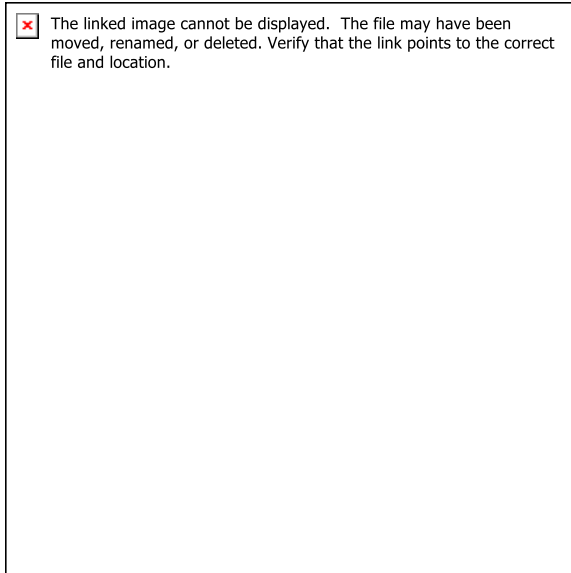 The linked image cannot be displayed.  The file may have been
moved, renamed, or deleted. Verify that the link points to the correct
file and location.